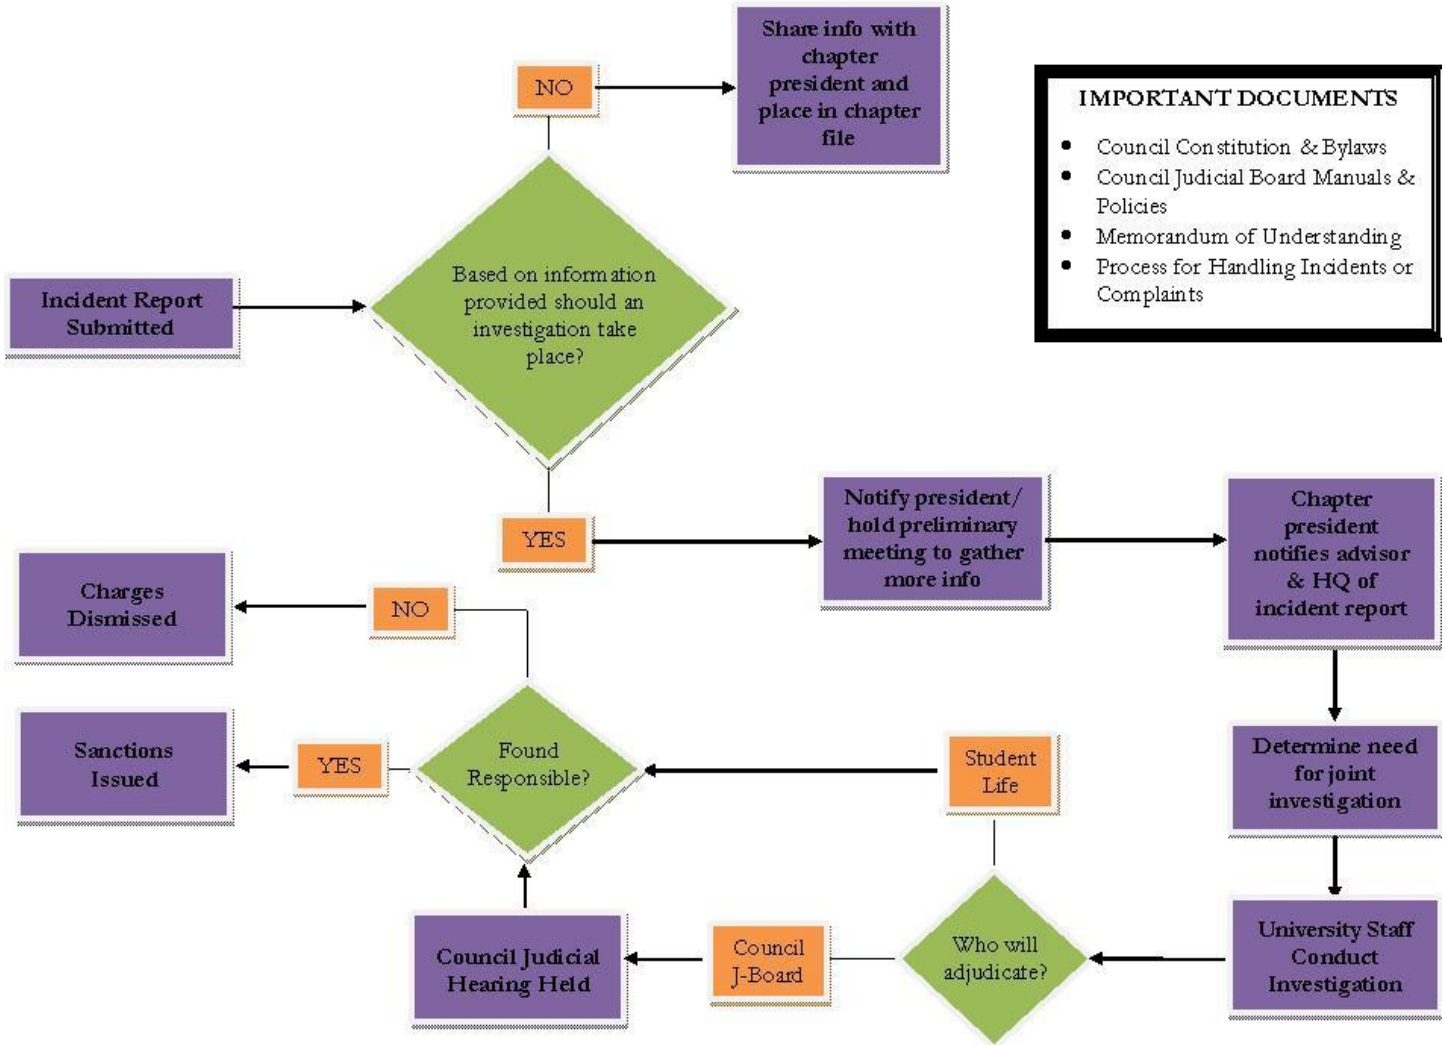 Share info with
chapter
president and
place in chapter
file
NO
IMPORTANT DOCUMENTS
• Council Constitution & Bylaws
• Council Judicial Board Manuals &
Policies
• Memorandum of Understanding
• Process for Handling Incidents or
Complaints
Incident Report
Submitted
Based on information
provided should an
investigation take
place?
YES
Notify president/
hold preliminary
meeting to gather
more info
Chapter
president
notifies advisor
& HQ of
incident report
Charges
Dismissed
NO
Sanctions
Issued
YES
Found
Responsible?
Student
Life
Determine need
for joint
investigation
Council Judicial
Hearing Held
Council
J-Board
Who will
adjudicate?
University Staff
Conduct
Investigation